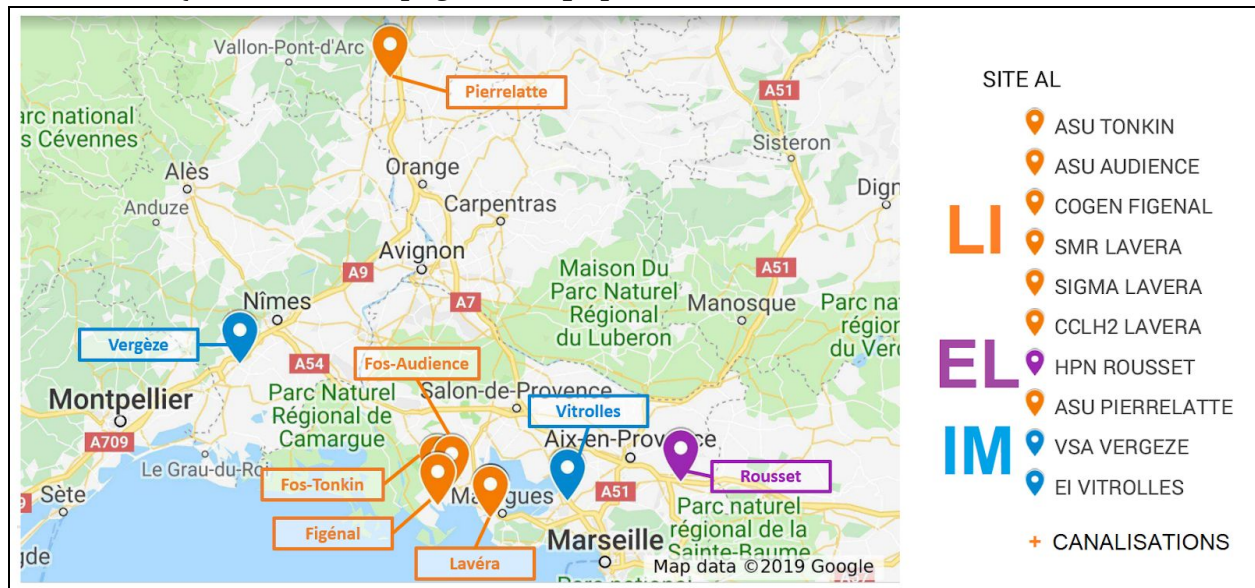 Vallon-Pont-d'Arc
Pierrelatte
A51
arc national
s Cévennes
Sisteron
Alès
Orange
Anduze
Carpentras
Dign
Avignon
A9
Maison Du
Parc Naturel
Régional
du Luberon
A51
Manosque
Parc na
région
du Verd
Nîmes
A7
Vergèze
Fos-Audience
A54
Montpellier
Parc Naturel
Régional de
Camargue
Salon-de-Provence
Vitrolles
A709
Aix-en-Provence
Le Grau-du-Roi
Fos-Tonkin
Rousset
Sète
9
Martigues
A51
Figénal
Parc naturel
régional de la
Sainte-Baume
Marseille
Lavéra
gde
Map data ©2019 Google
SITE AL
ASU TONKIN
ASU AUDIENCE
COGEN FIGENAL
LI
SMR LAVERA
SIGMA LAVERA
CCLH2 LAVERA
EL
HPN ROUSSET
ASU PIERRELATTE
IM
VSA VERGEZE
EI VITROLLES
+ CANALISATIONS